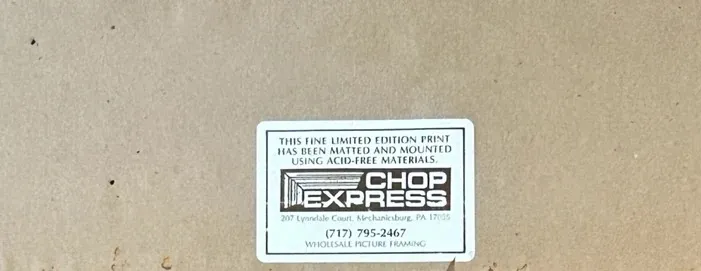 THIS FINE LIMITED EDITION PRINT
HAS BEEN MATTED AND MOUNTED
USING ACID-FREE MATERIALS.
CHOP
EXPRESS
207 Lynndale Court, Mechanicsburg, PA 17055
(717) 795-2467
WHOLESALE PICTURE FRAMING